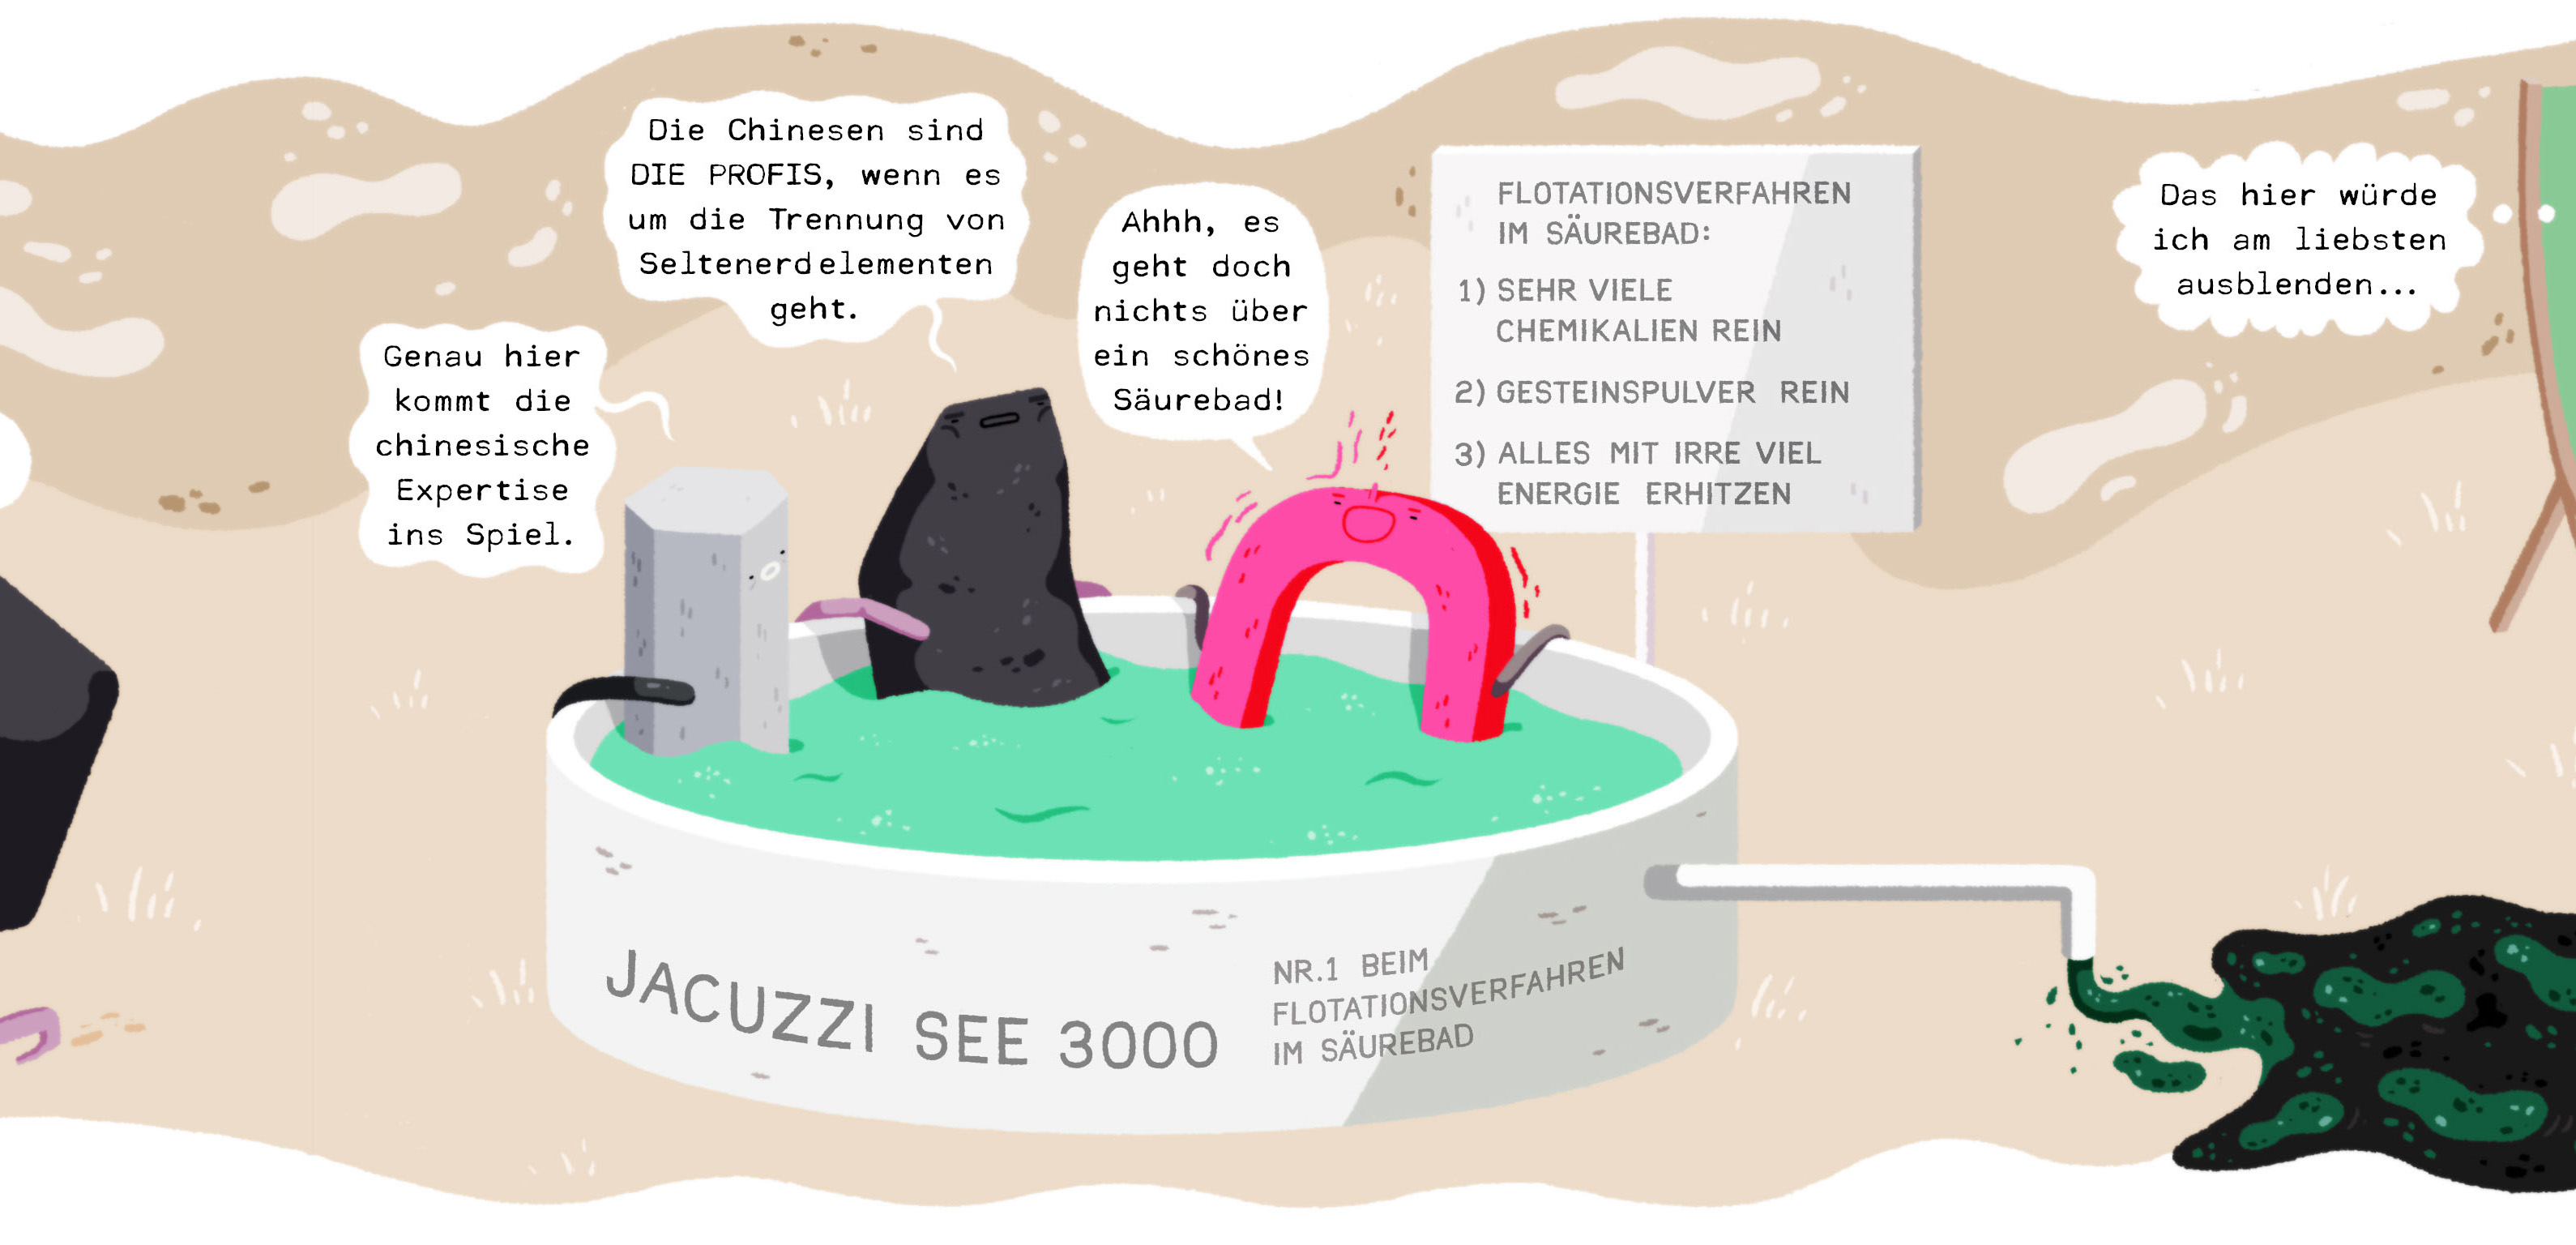 Genau hier
kommt die
chinesische
Expertise
ins Spiel.
Die Chinesen sind
DIE PROFIS, wenn es
um die Trennung von
Seltenerdelementen
geht.
Ahhh, es
geht doch
nichts über
ein schönes
Säurebad!
FLOTATIONSVERFAHREN
IM SÄUREBAD:
1) SEHR VIELE
CHEMIKALIEN REIN
2) GESTEINSPULVER REIN
3) ALLES MIT IRRE VIEL
ENERGIE ERHITZEN
Das hier würde
ich am liebsten
ausblenden...
JACUZZI SEE 3000
NR.1 BEIM
FLOTATIONSVERFAHREN
IM SÄUREBAD